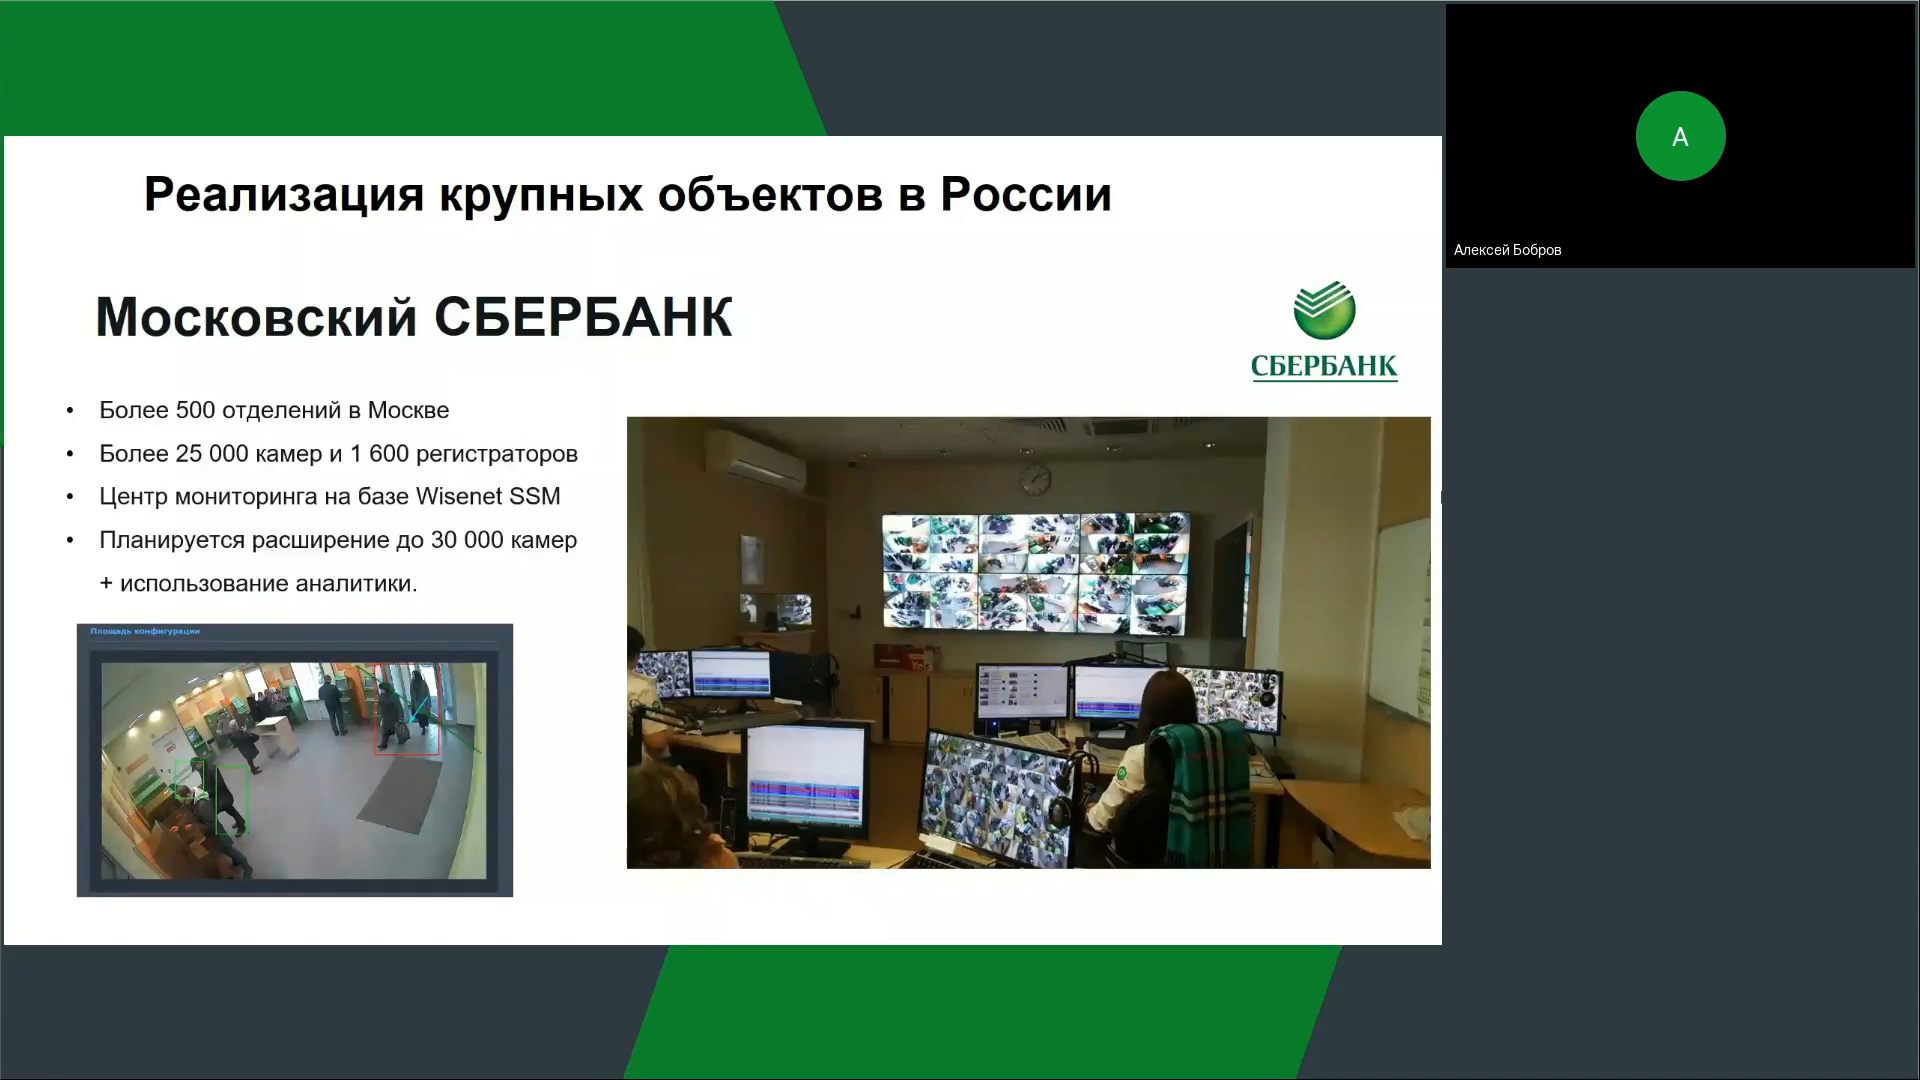 Реализация крупных объектов в России
Московский СБЕРБАНК
СБЕРБАНК
• Более 500 отделений в Москве
• Более 25 000 камер и 1 600 регистраторов
• Центр мониторинга на базе Wisenet SSM
• Планируется расширение до 30 000 камер
+ использование аналитики.
Площадь конфигурации
Yes
А
Алексей Бобров